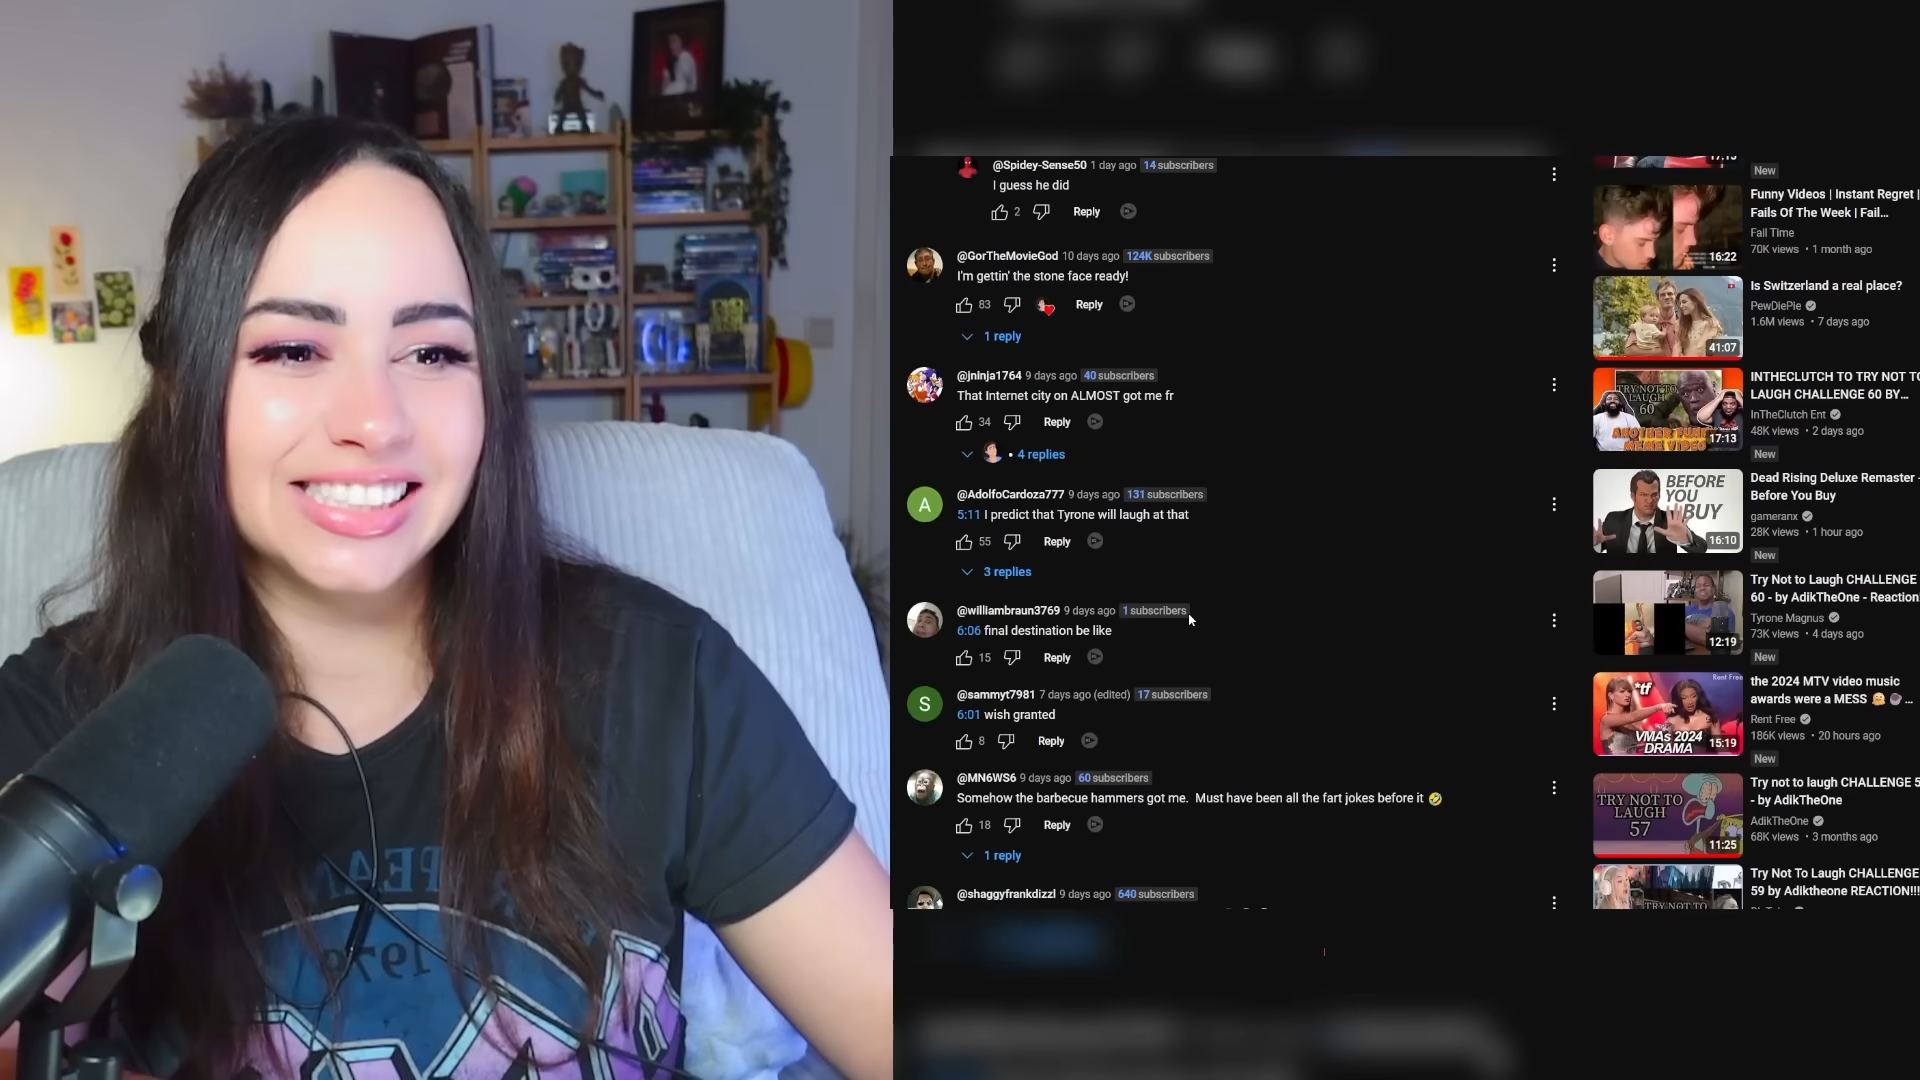 @Spidey-Sense50 1 day ago 14 subscribers
I guess he did
2 Reply
@GorTheMovieGod 10 days ago 124K subscribers
I'm gettin' the stone face ready!
83 Reply
1 reply
@jninja1764 9 days ago 40 subscribers
That Internet city on ALMOST got me fr
34 Reply
4 replies
@AdolfoCardoza777 9 days ago 131 subscribers
5:11 I predict that Tyrone will laugh at that
55 Reply
3 replies
@williambraun3769 9 days ago 1 subscribers
6:06 final destination be like
15 Reply
@sammyt7981 7 days ago (edited) 17 subscribers
6:01 wish granted
8 Reply
@MN6WS6 9 days ago 60 subscribers
Somehow the barbecue hammers got me. Must have been all the fart jokes before it 🤣
18 Reply
1 reply
@shaggyfrankdizzl 9 days ago 640 subscribers
A
S
New
Funny Videos | Instant Regret |
Fails Of The Week | Fail...
Fail Time
70K views • 1 month ago
16:22
Is Switzerland a real place?
PewDiePie
1.6M views • 7 days ago
41:07
INTHECLUTCH TO TRY NOT TO
LAUGH CHALLENGE 60 BY...
InTheClutch Ent
48K views • 2 days ago
New
TRY NOT TO
LAUGH
60
17:13
Dead Rising Deluxe Remaster -
Before You Buy
gameranx
28K views • 1 hour ago
New
BEFORE
YOU
BUY
16:10
Try Not to Laugh CHALLENGE
60 - by AdikTheOne - Reaction!
Tyrone Magnus
73K views • 4 days ago
New
12:19
the 2024 MTV video music
awards were a MESS 🤗 ...
Rent Free
186K views • 20 hours ago
New
Rent Free
*tf
VMAs 2024
DRAMA
15:19
Try not to laugh CHALLENGE 5
- by AdikTheOne
AdikTheOne
68K views • 3 months ago
TRY NOT TO
LAUGH
57
11:25
Try Not To Laugh CHALLENGE
59 by Adiktheone REACTION!!!
TRY NOT TO
1979